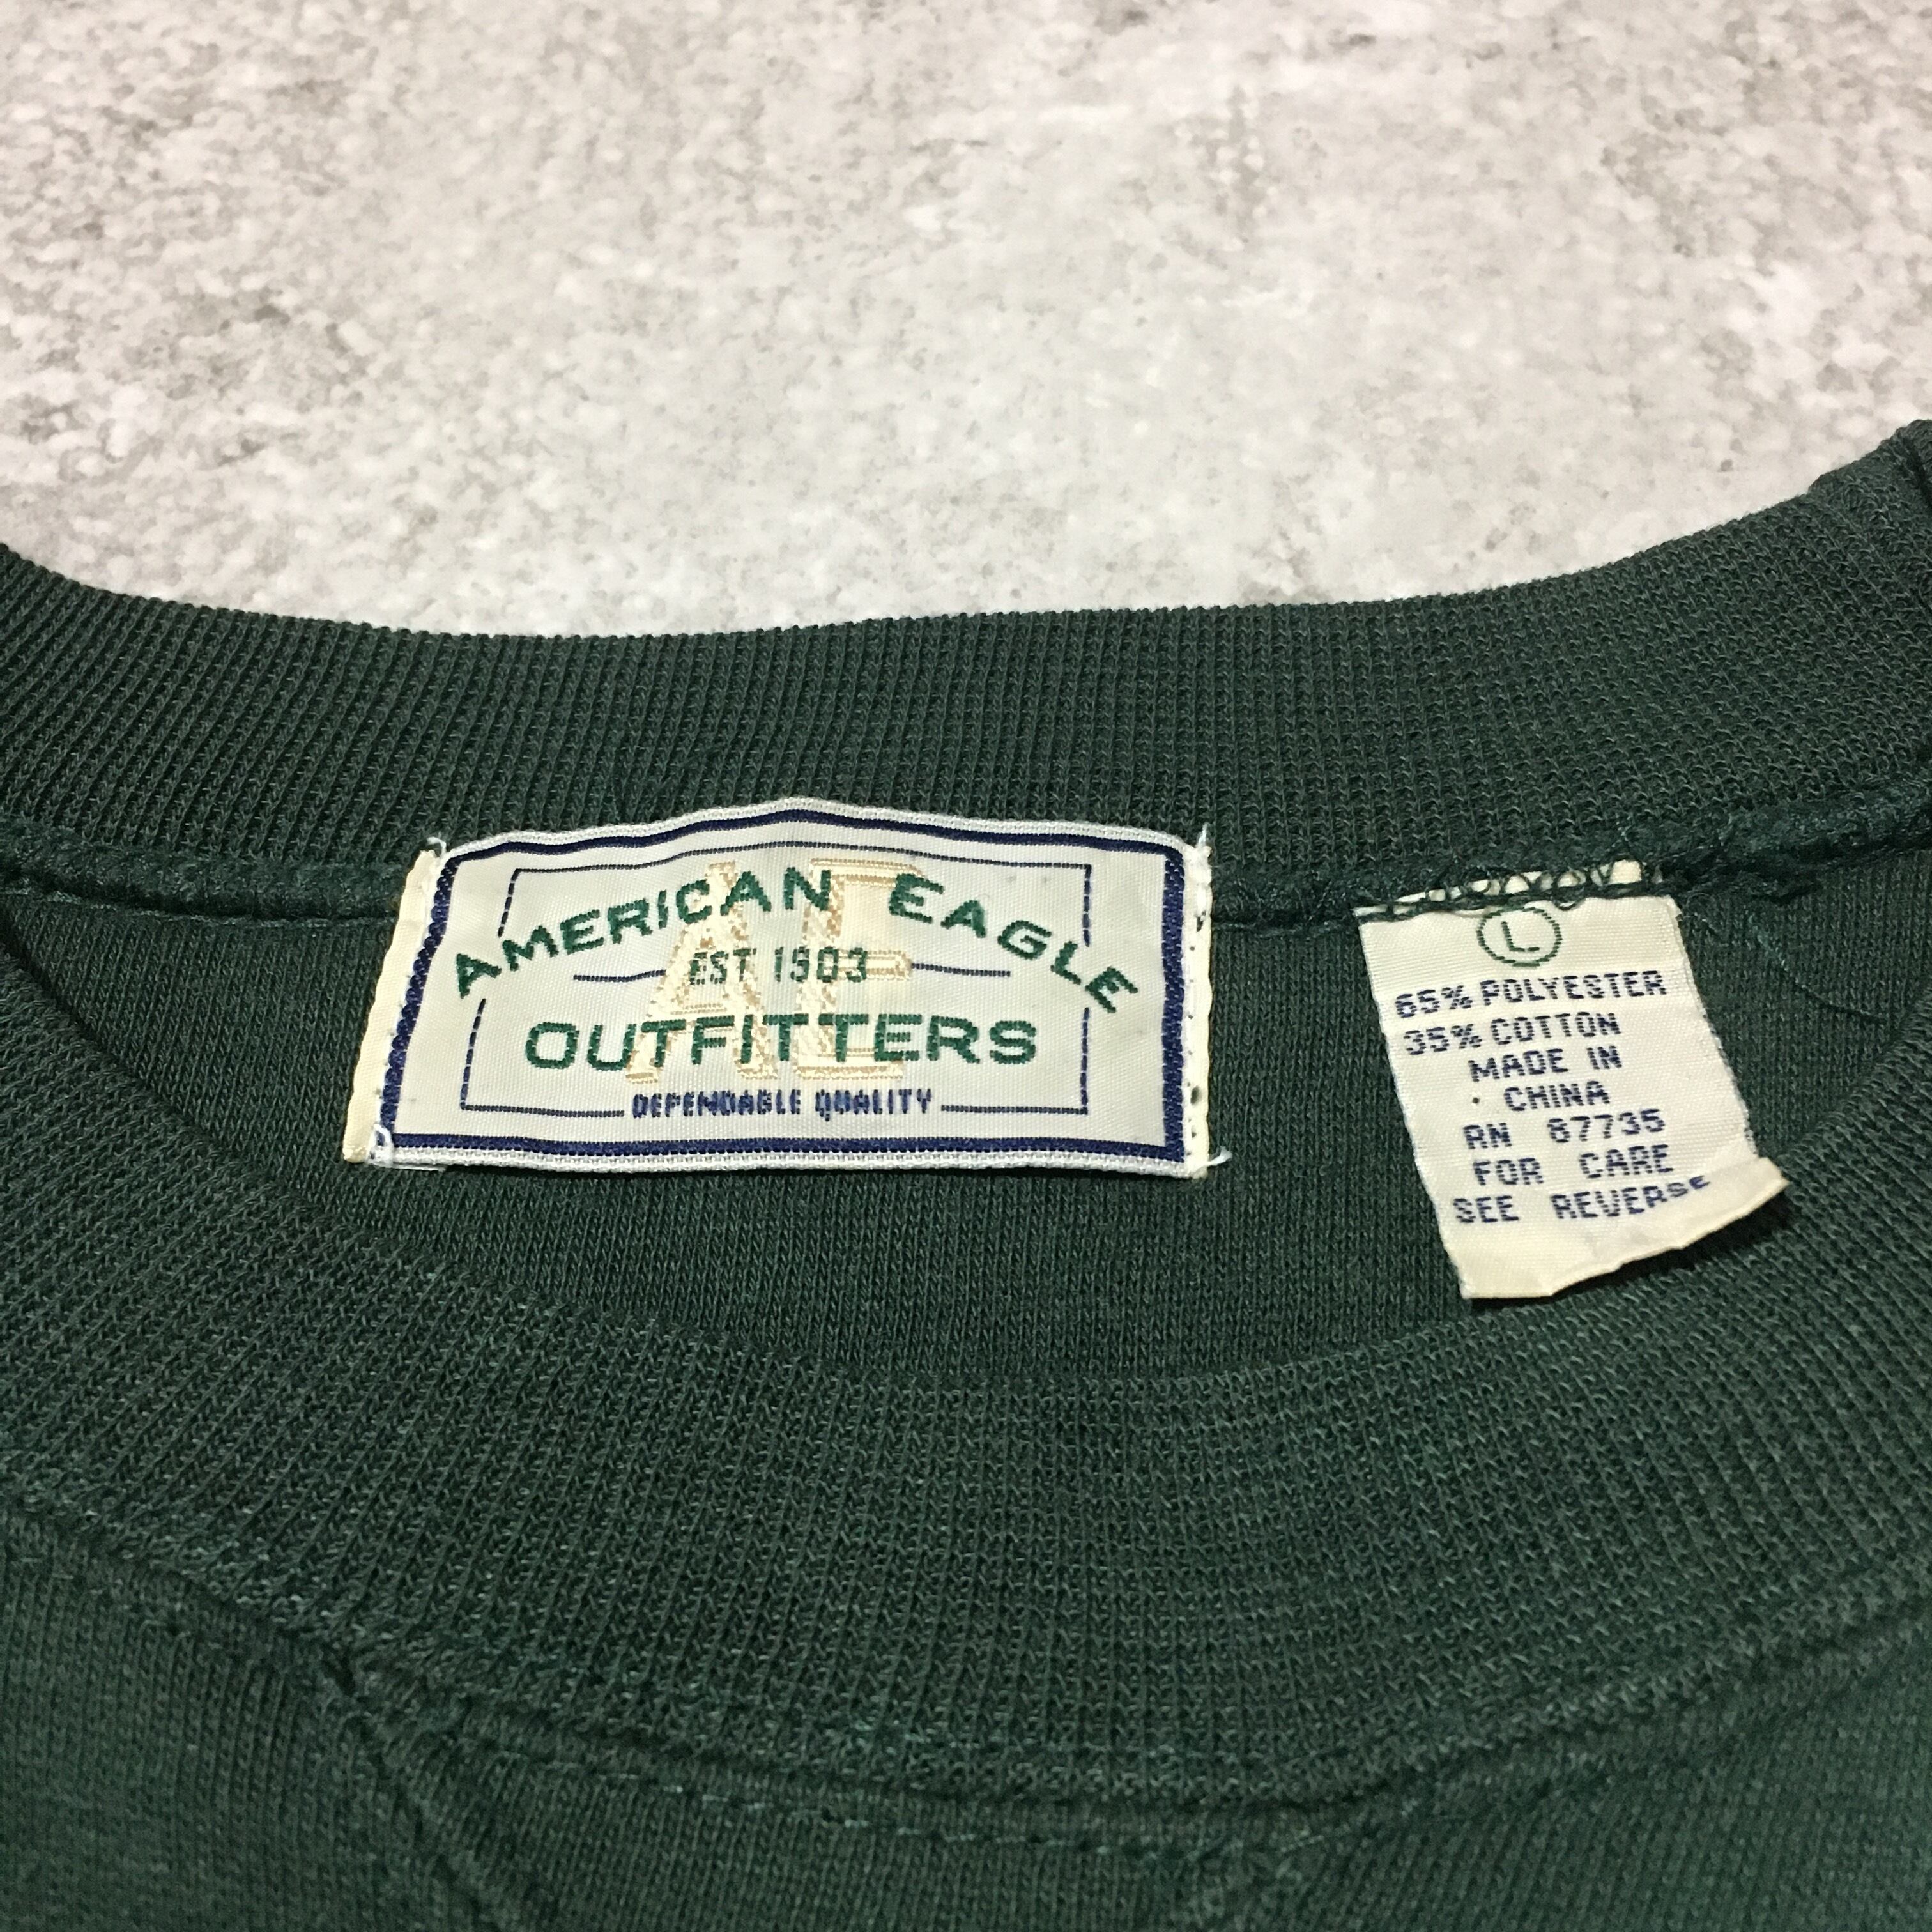 AMERICAN EAGLE
AE
EST 1903
OUTFITTERS
DEPENDABLE QUALITY
L
65% POLYESTER
35% COTTON
MADE IN
CHINA
RN 87735
FOR CARE
SEE REVERSE